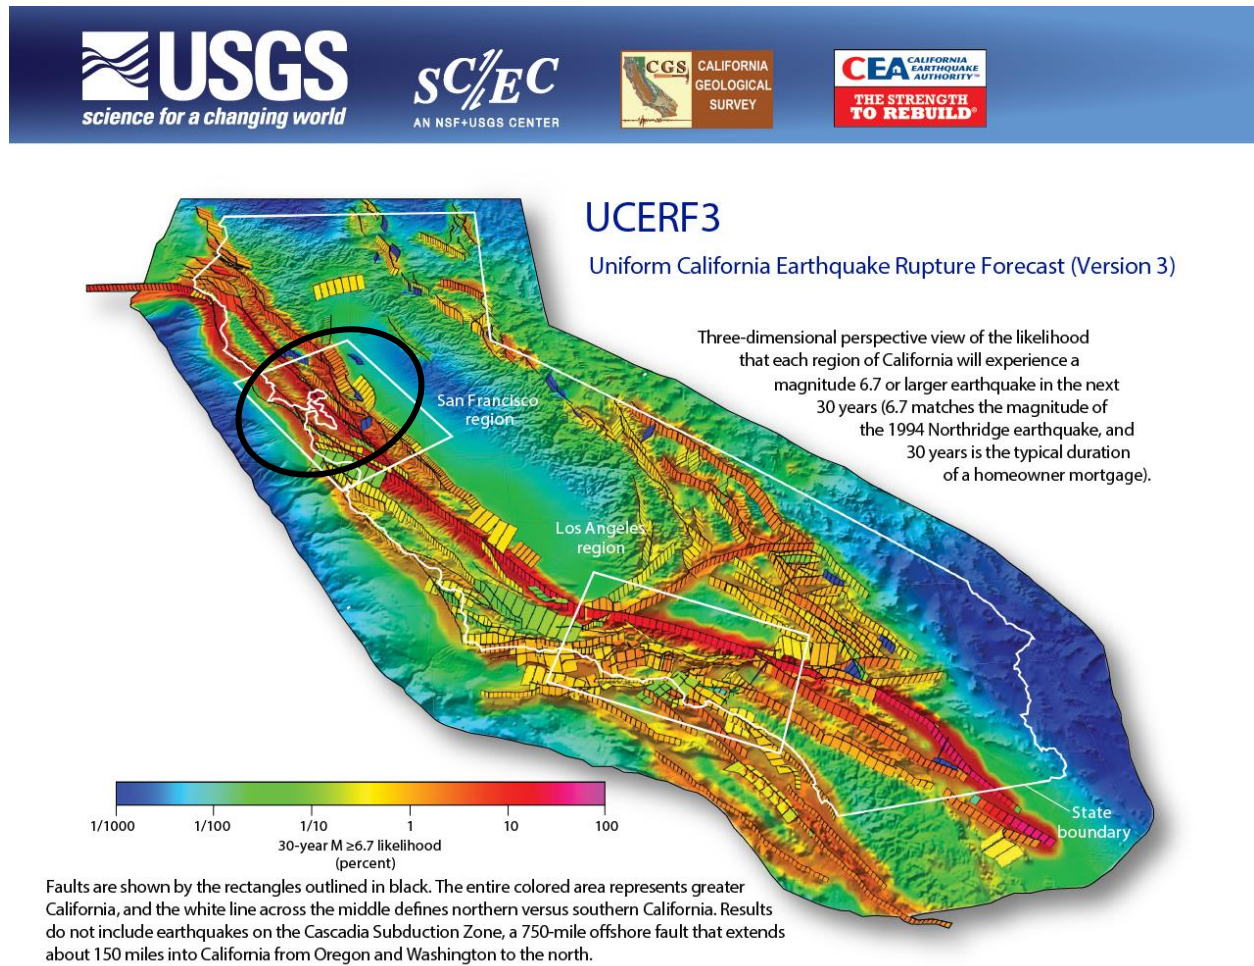 USGS
science for a changing world
SC//EC
AN NSF+USGS CENTER
CGS
CALIFORNIA
GEOLOGICAL
SURVEY
CEA CALIFORNIA
EARTHQUAKE
AUTHORITY™
THE STRENGTH
TO REBUILD®
UCERF3
Uniform California Earthquake Rupture Forecast (Version 3)
Three-dimensional perspective view of the likelihood
that each region of California will experience a
magnitude 6.7 or larger earthquake in the next
30 years (6.7 matches the magnitude of
the 1994 Northridge earthquake, and
30 years is the typical duration
of a homeowner mortgage).
San Francisco
region
Los Angeles
region
State
boundary
1/1000 1/100 1/10 1 10 100
30-year M ≥6.7 likelihood
(percent)
Faults are shown by the rectangles outlined in black. The entire colored area represents greater
California, and the white line across the middle defines northern versus southern California. Results
do not include earthquakes on the Cascadia Subduction Zone, a 750-mile offshore fault that extends
about 150 miles into California from Oregon and Washington to the north.